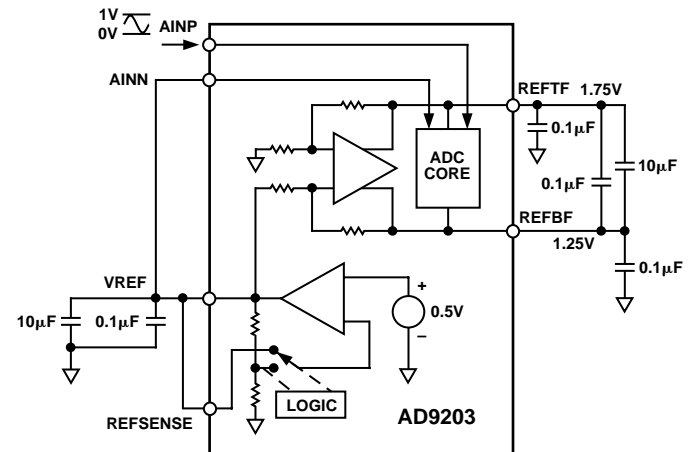 1V
0V
AINP
AINN
REFTF
1.75V
0.1μF
ADC
CORE
10μF
0.1μF
REFBF
1.25V
VREF
0.1μF
+
0.5V
–
10μF
0.1μF
LOGIC
AD9203
REFSENSE